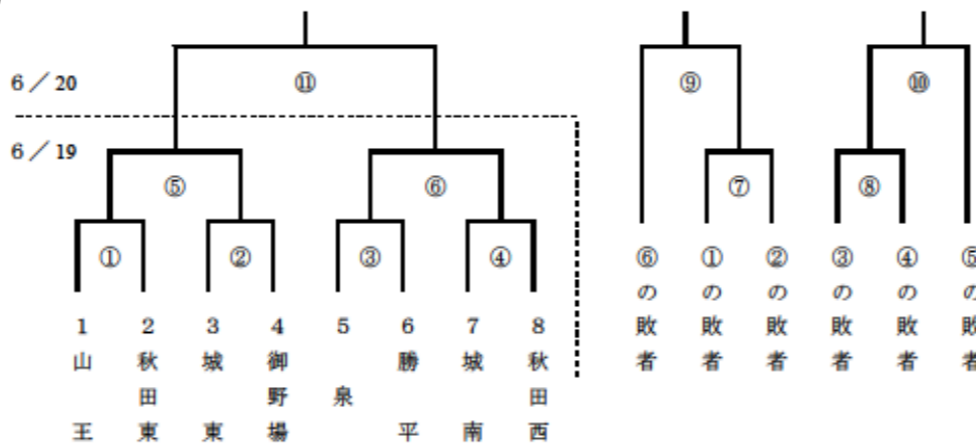 6/20
⑪
⑨
⑩
6/19
⑤
⑥
⑦
⑧
①
②
③
④
1 山王
2 秋田東
3 城東
4 御野場
5 泉
6 勝平
7 城南
8 秋田西
⑥の敗者
①の敗者
②の敗者
③の敗者
④の敗者
⑤の敗者